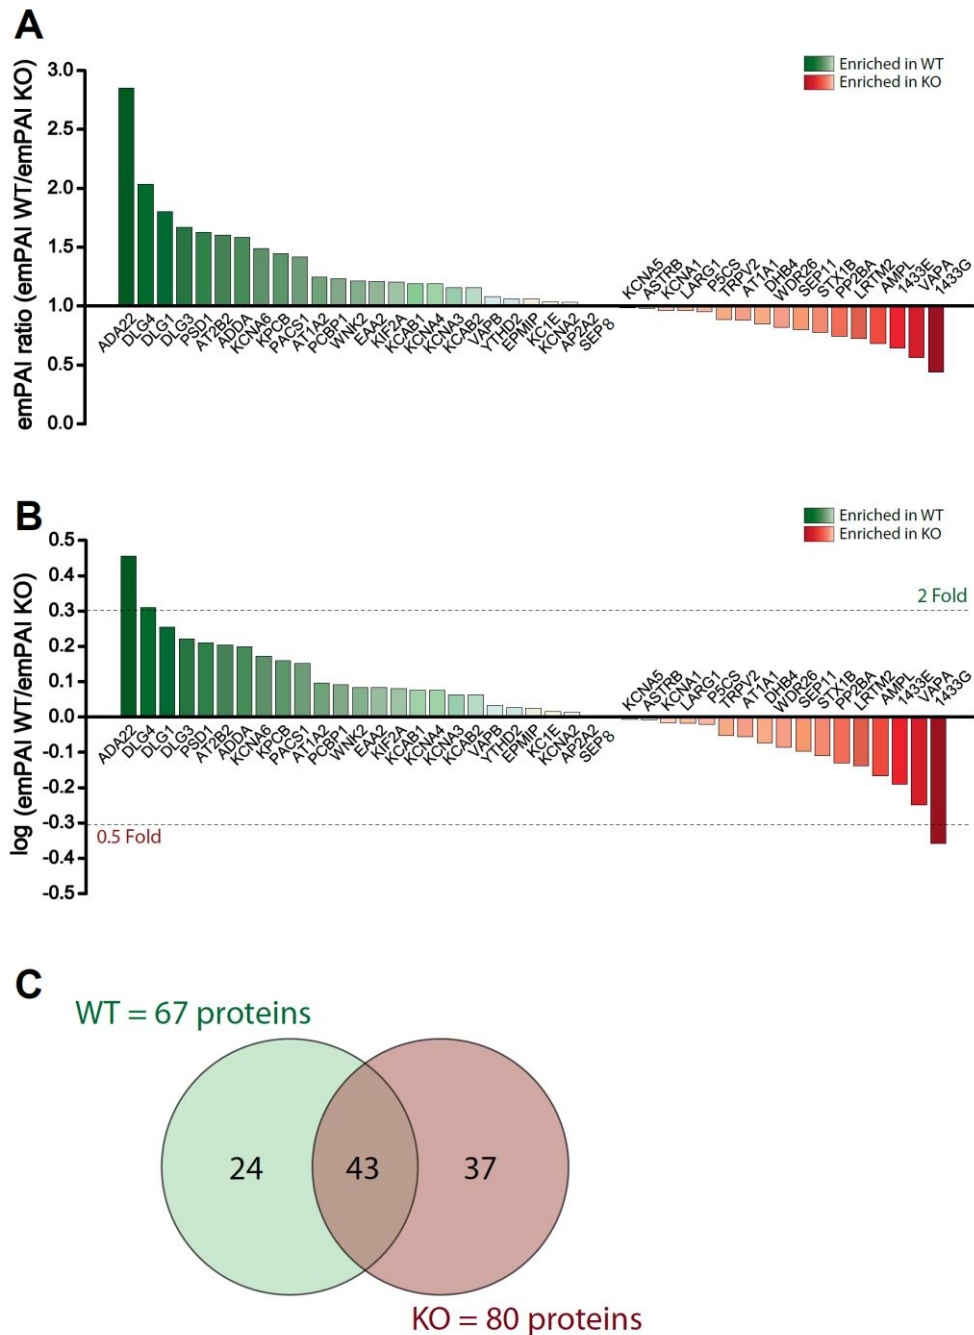 A
emPAI ratio (emPAI WT/emPAI KO)
3.0
2.5
2.0
1.5
1.0
0.5
0.0
Enriched in WT
Enriched in KO
ADA22
DLG4
DLG1
DLG3
PSD1
AT2B2
ADDA
KCNA6
KPCB
PACS1
AT1A2
PCBP1
WNK2
EAA2
KIF2A
KCAB1
KCNA4
KCNA3
KCAB2
VAPB
YTHD2
EPMIP
KC1E
KCNA2
AP2A2
SEP8
KCNA5
ASTRB
KCNA1
LARG1
P5CS
TRPV2
AT1A1
DHB4
WDR26
SEP11
STX1B
PP2BA
LRTM2
AMPL
1433E
VAPA
1433G
B
log (emPAI WT/emPAI KO)
0.5
0.4
0.3
0.2
0.1
0.0
-0.1
-0.2
-0.3
-0.4
-0.5
Enriched in WT
Enriched in KO
2 Fold
0.5 Fold
ADA22
DLG4
DLG1
DLG3
PSD1
AT2B2
ADDA
KCNA6
KPCB
PACS1
AT1A2
PCBP1
WNK2
EAA2
KIF2A
KCAB1
KCNA4
KCNA3
KCAB2
VAPB
YTHD2
EPMIP
KC1E
KCNA2
AP2A2
SEP8
KCNA5
ASTRB
KCNA1
LARG1
P5CS
TRPV2
AT1A1
DHB4
WDR26
SEP11
STX1B
PP2BA
LRTM2
AMPL
1433E
VAPA
1433G
C
WT = 67 proteins
24
43
37
KO = 80 proteins